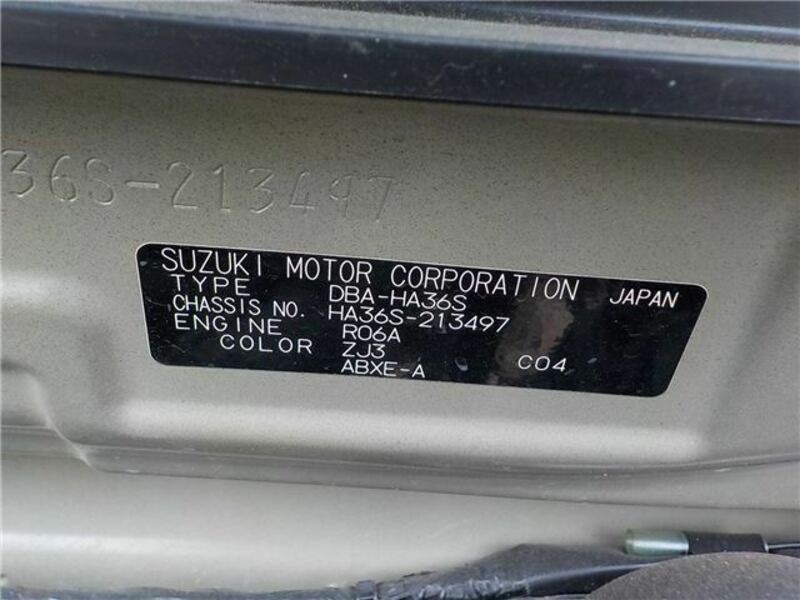 36S-213497
SUZUKI MOTOR CORPORATION JAPAN
TYPE DBA-HA36S
CHASSIS NO. HA36S-213497
ENGINE R06A
COLOR ZJ3 C04
ABXE-A